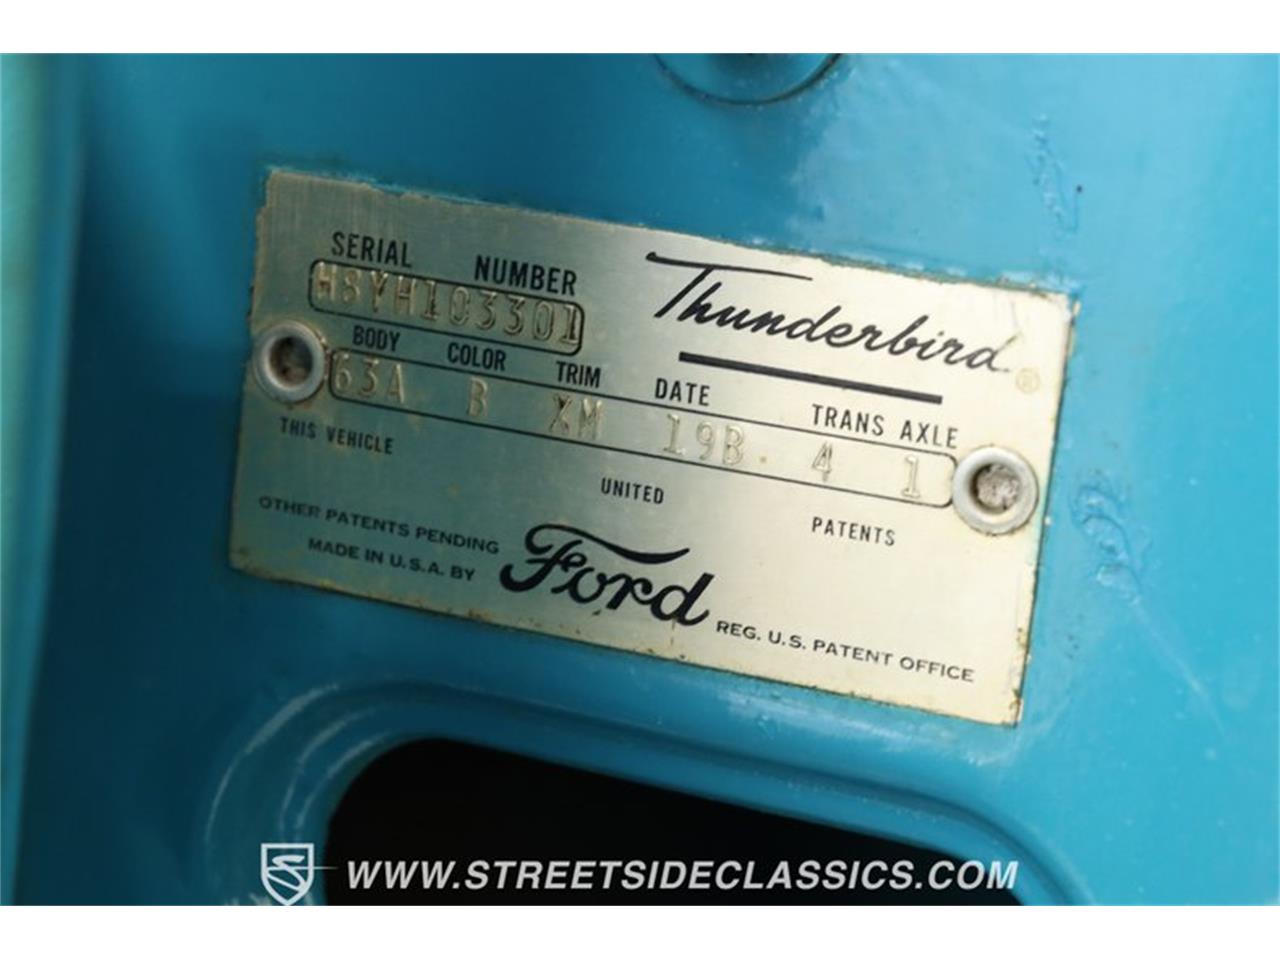 SERIAL NUMBER
H8YH103301
Thunderbird ®
BODY COLOR TRIM DATE TRANS AXLE
63A B XM 19B 4 1
THIS VEHICLE UNITED PATENTS
OTHER PATENTS PENDING
MADE IN U.S.A. BY Ford REG. U.S. PATENT OFFICE
WWW.STREETSIDECLASSICS.COM